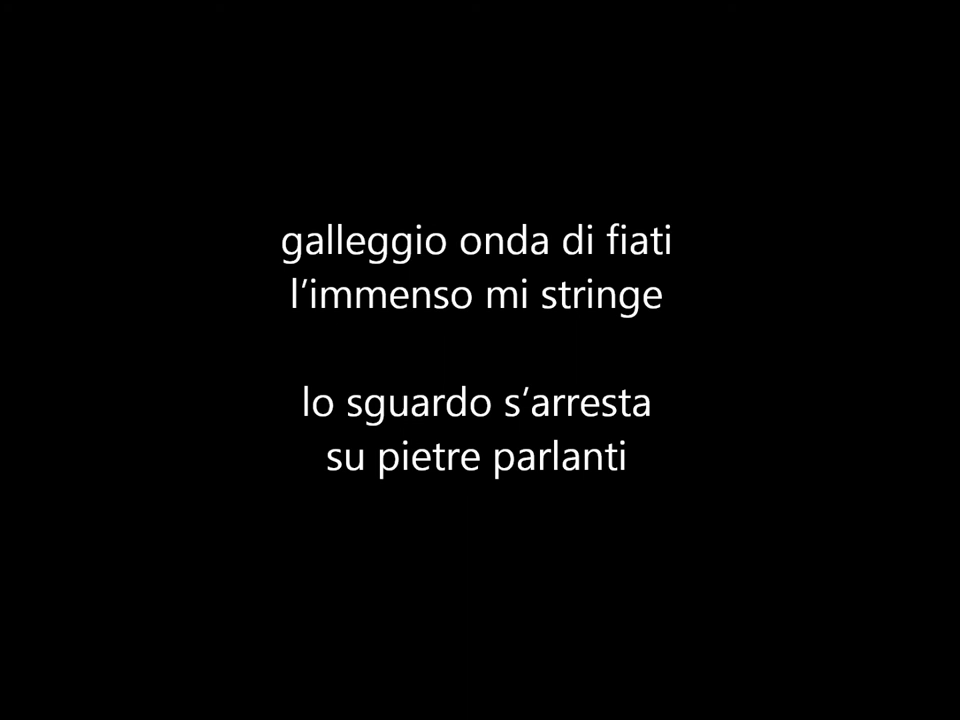 galleggio onda di fiati
l’immenso mi stringe
lo sguardo s’arresta
su pietre parlanti